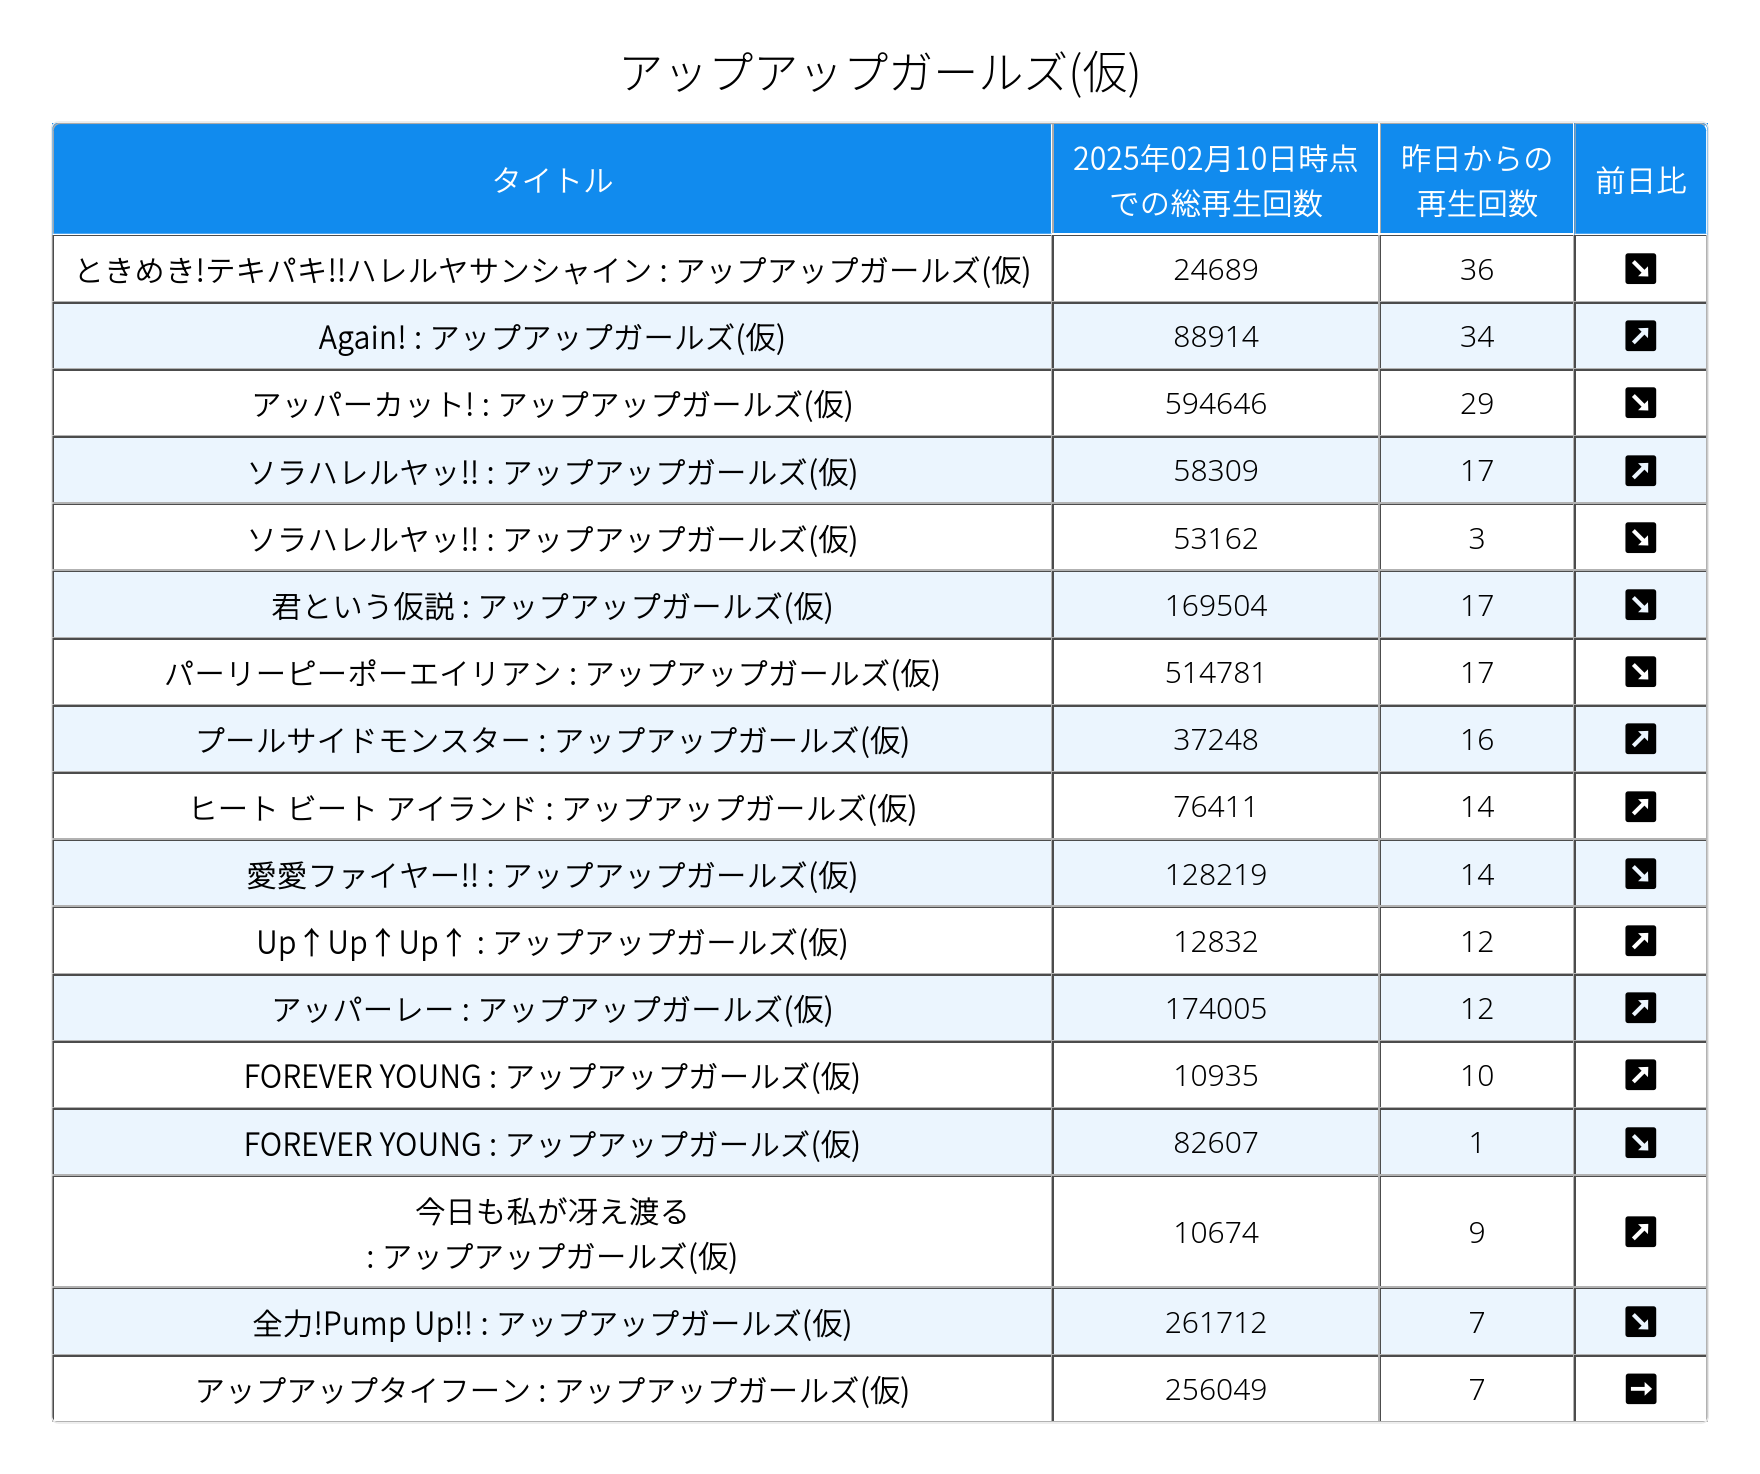 アップアップガールズ(仮)
タイトル
2025年02月10日時点
での総再生回数
昨日からの
再生回数
前日比
ときめき!テキパキ!!ハレルヤサンシャイン : アップアップガールズ(仮) 24689 36 ↘
Again! : アップアップガールズ(仮) 88914 34 ↗
アッパーカット! : アップアップガールズ(仮) 594646 29 ↘
ソラハレルヤッ!! : アップアップガールズ(仮) 58309 17 ↗
ソラハレルヤッ!! : アップアップガールズ(仮) 53162 3 ↘
君という仮説 : アップアップガールズ(仮) 169504 17 ↘
パーリーピーポーエイリアン : アップアップガールズ(仮) 514781 17 ↘
プールサイドモンスター : アップアップガールズ(仮) 37248 16 ↗
ヒート ビート アイランド : アップアップガールズ(仮) 76411 14 ↗
愛愛ファイヤー!! : アップアップガールズ(仮) 128219 14 ↘
Up↑Up↑Up↑ : アップアップガールズ(仮) 12832 12 ↗
アッパーレー : アップアップガールズ(仮) 174005 12 ↗
FOREVER YOUNG : アップアップガールズ(仮) 10935 10 ↗
FOREVER YOUNG : アップアップガールズ(仮) 82607 1 ↘
今日も私が冴え渡る
: アップアップガールズ(仮) 10674 9 ↗
全力!Pump Up!! : アップアップガールズ(仮) 261712 7 ↘
アップアップタイフーン : アップアップガールズ(仮) 256049 7 →